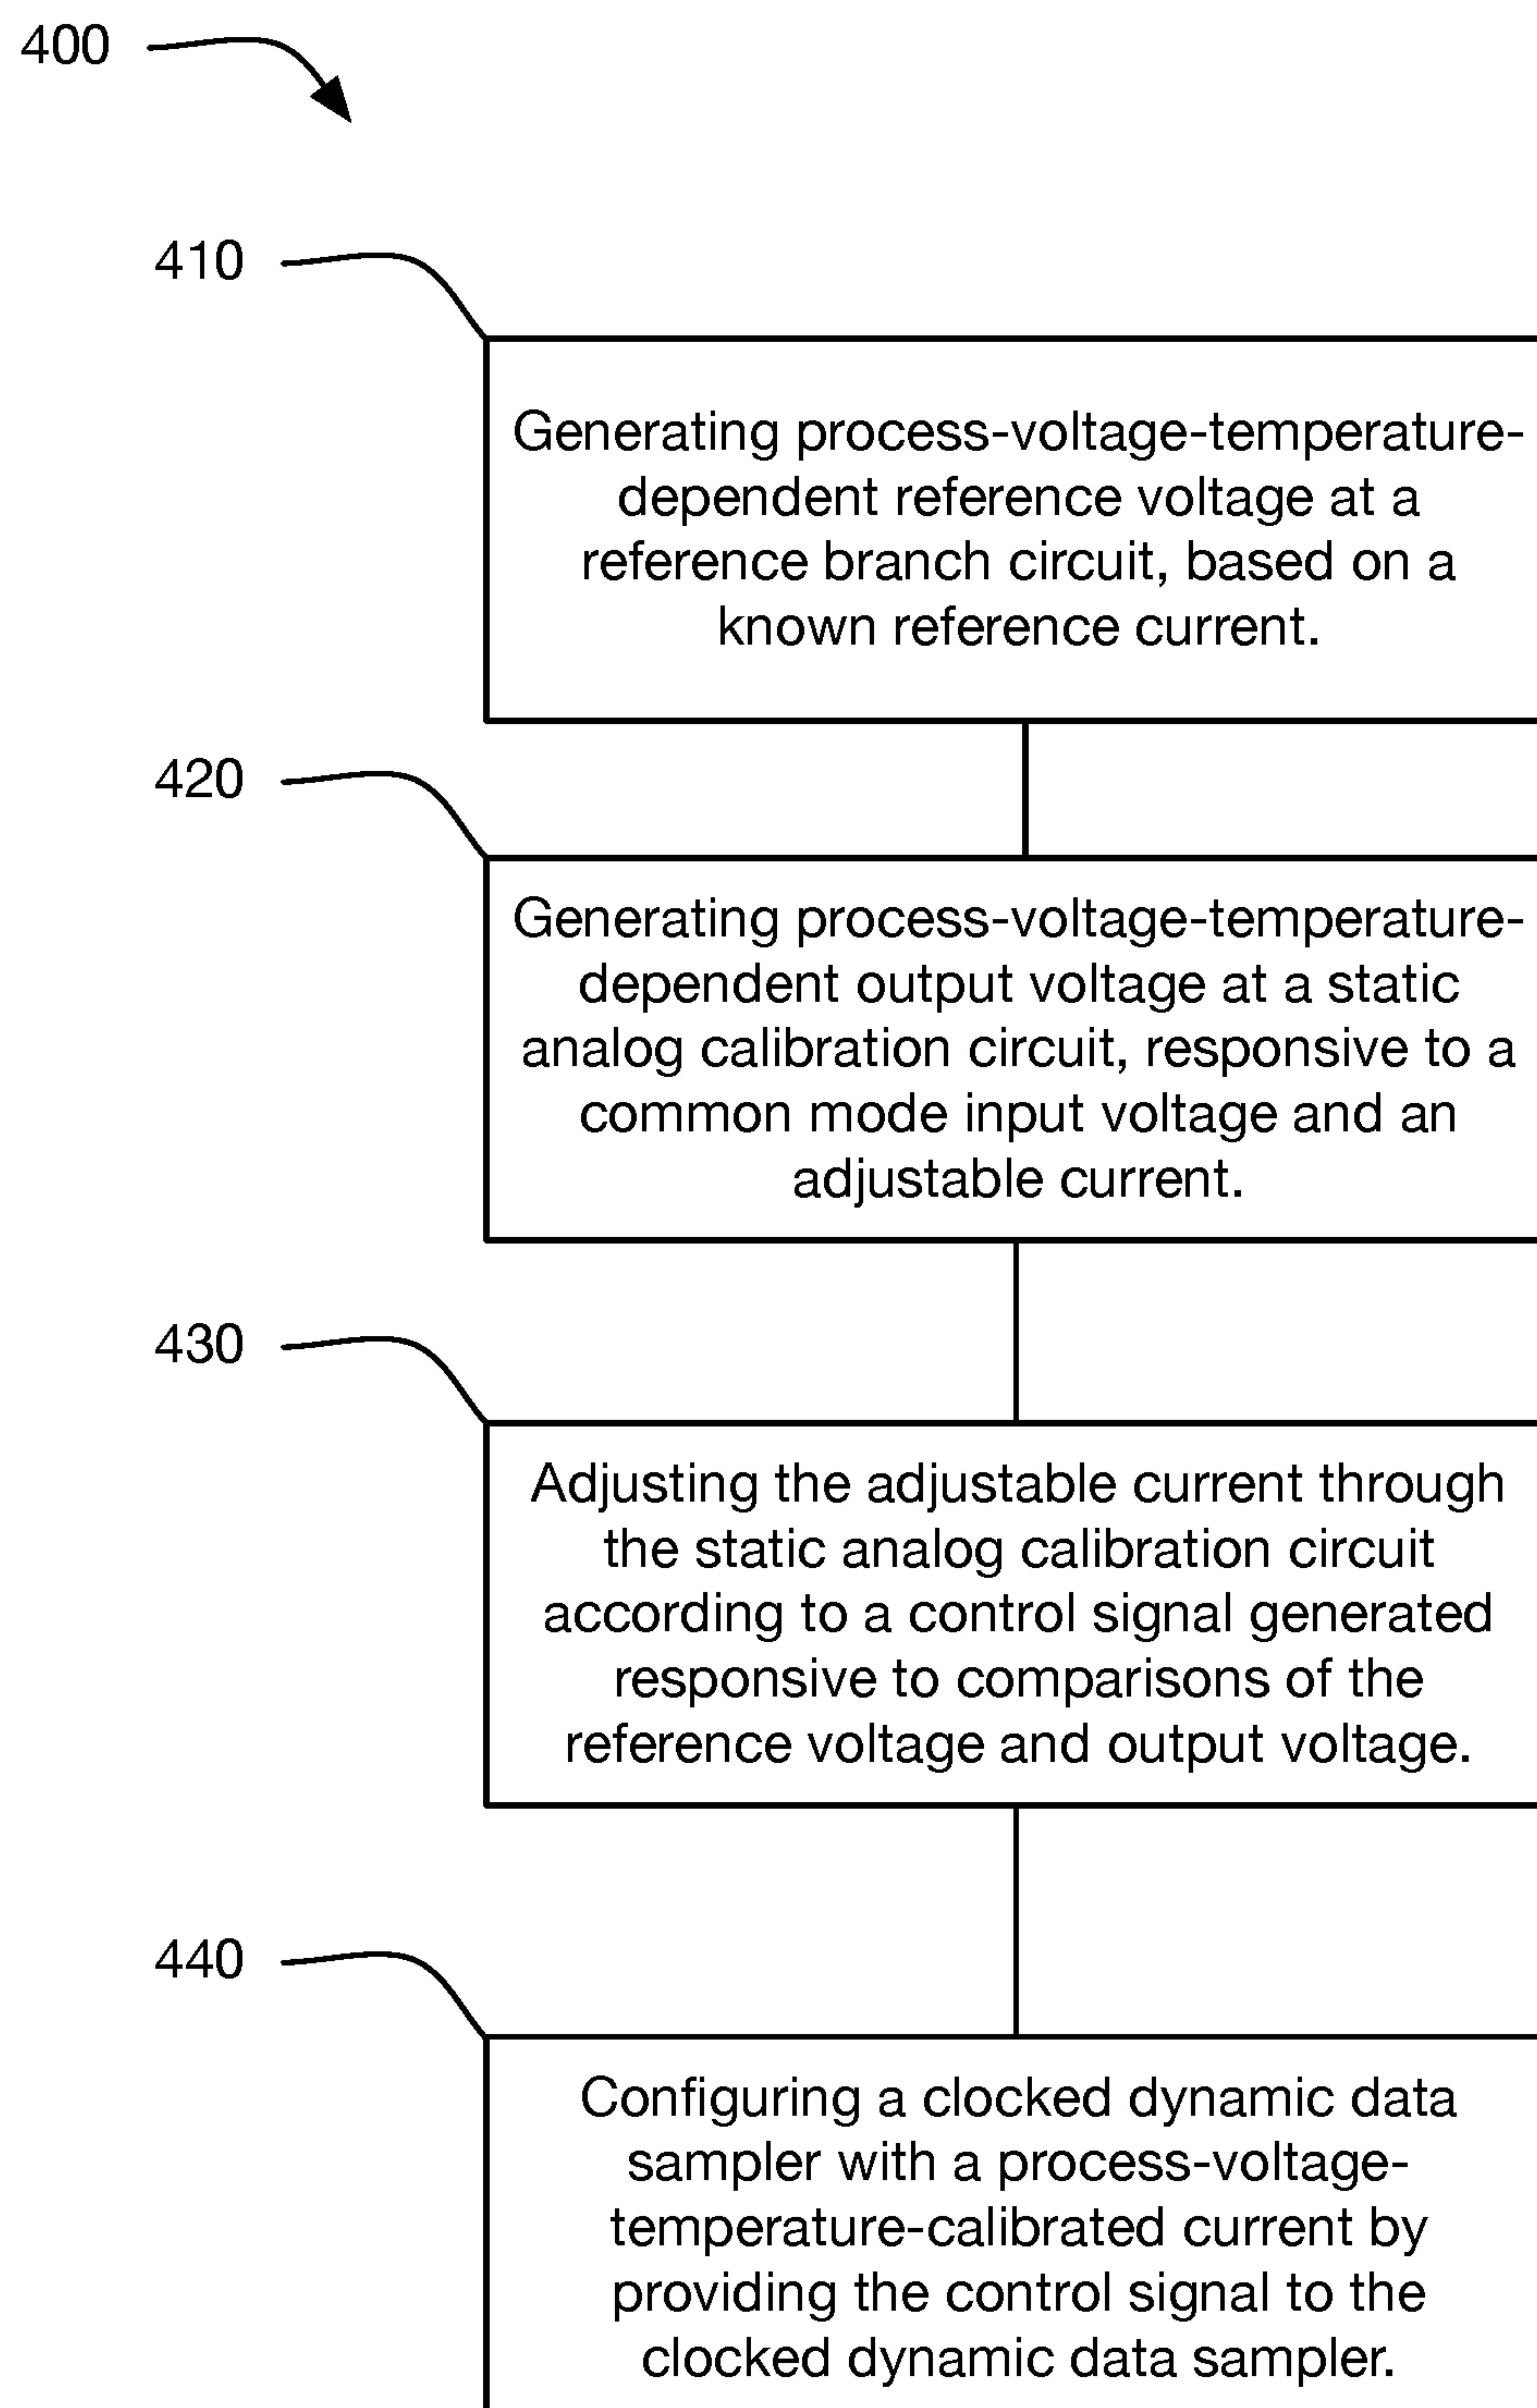 400
410
Generating process-voltage-temperature-
dependent reference voltage at a
reference branch circuit, based on a
known reference current.
420
Generating process-voltage-temperature-
dependent output voltage at a static
analog calibration circuit, responsive to a
common mode input voltage and an
adjustable current.
430
Adjusting the adjustable current through
the static analog calibration circuit
according to a control signal generated
responsive to comparisons of the
reference voltage and output voltage.
440
Configuring a clocked dynamic data
sampler with a process-voltage-
temperature-calibrated current by
providing the control signal to the
clocked dynamic data sampler.